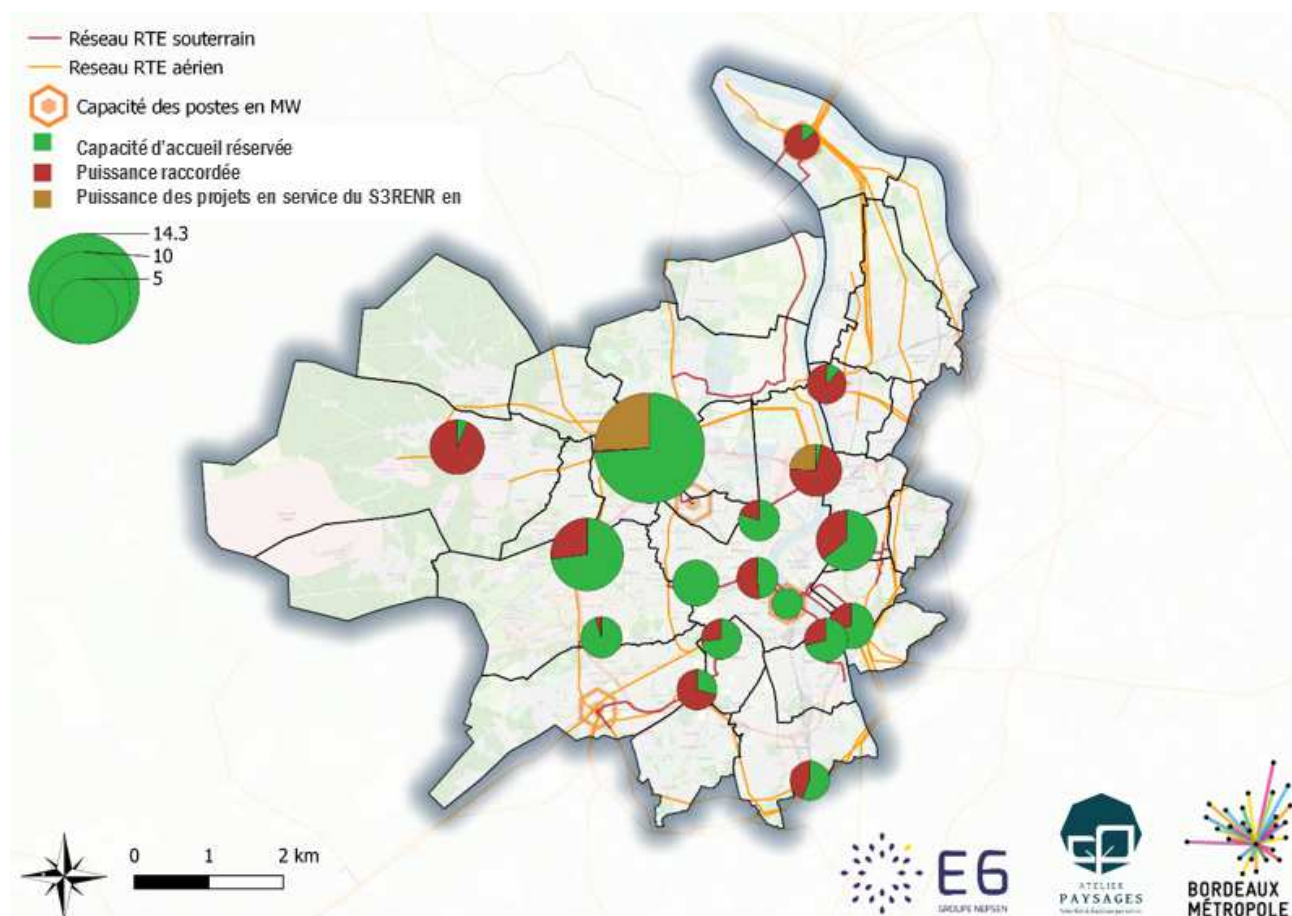 Réseau RTE souterrain
Reseau RTE aérien
Capacité des postes en MW
Capacité d'accueil réservée
Puissance raccordée
Puissance des projets en service du S3RENR en
14.3
10
5
0 1 2 km
E6
GROUPE NEPSEN
ATELIER
PAYSAGES
BORDEAUX
MÉTROPOLE